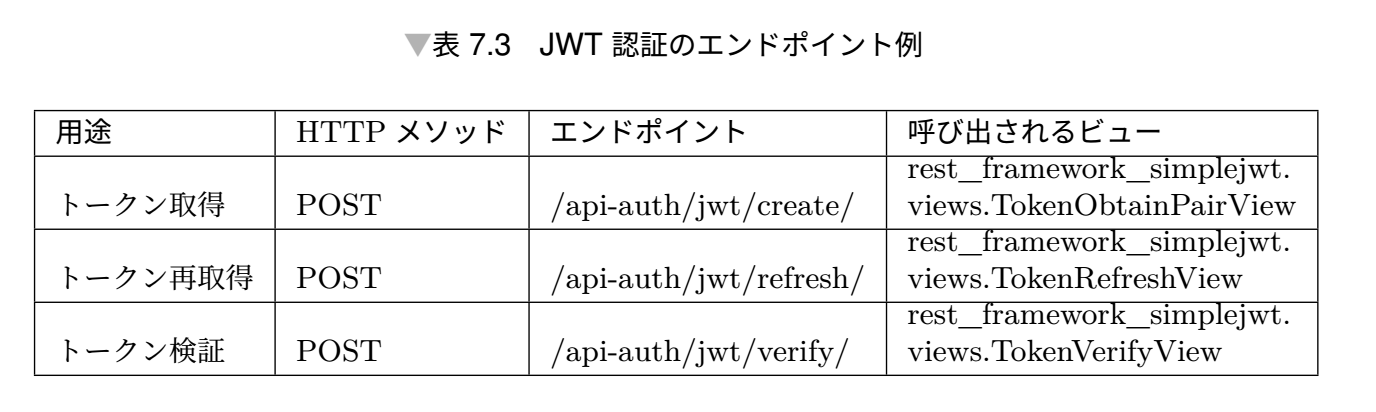 ▼表 7.3　JWT 認証のエンドポイント例
用途 HTTP メソッド エンドポイント 呼び出されるビュー
rest_framework_simplejwt.
トークン取得 POST /api-auth/jwt/create/ views.TokenObtainPairView
rest_framework_simplejwt.
トークン再取得 POST /api-auth/jwt/refresh/ views.TokenRefreshView
rest_framework_simplejwt.
トークン検証 POST /api-auth/jwt/verify/ views.TokenVerifyView